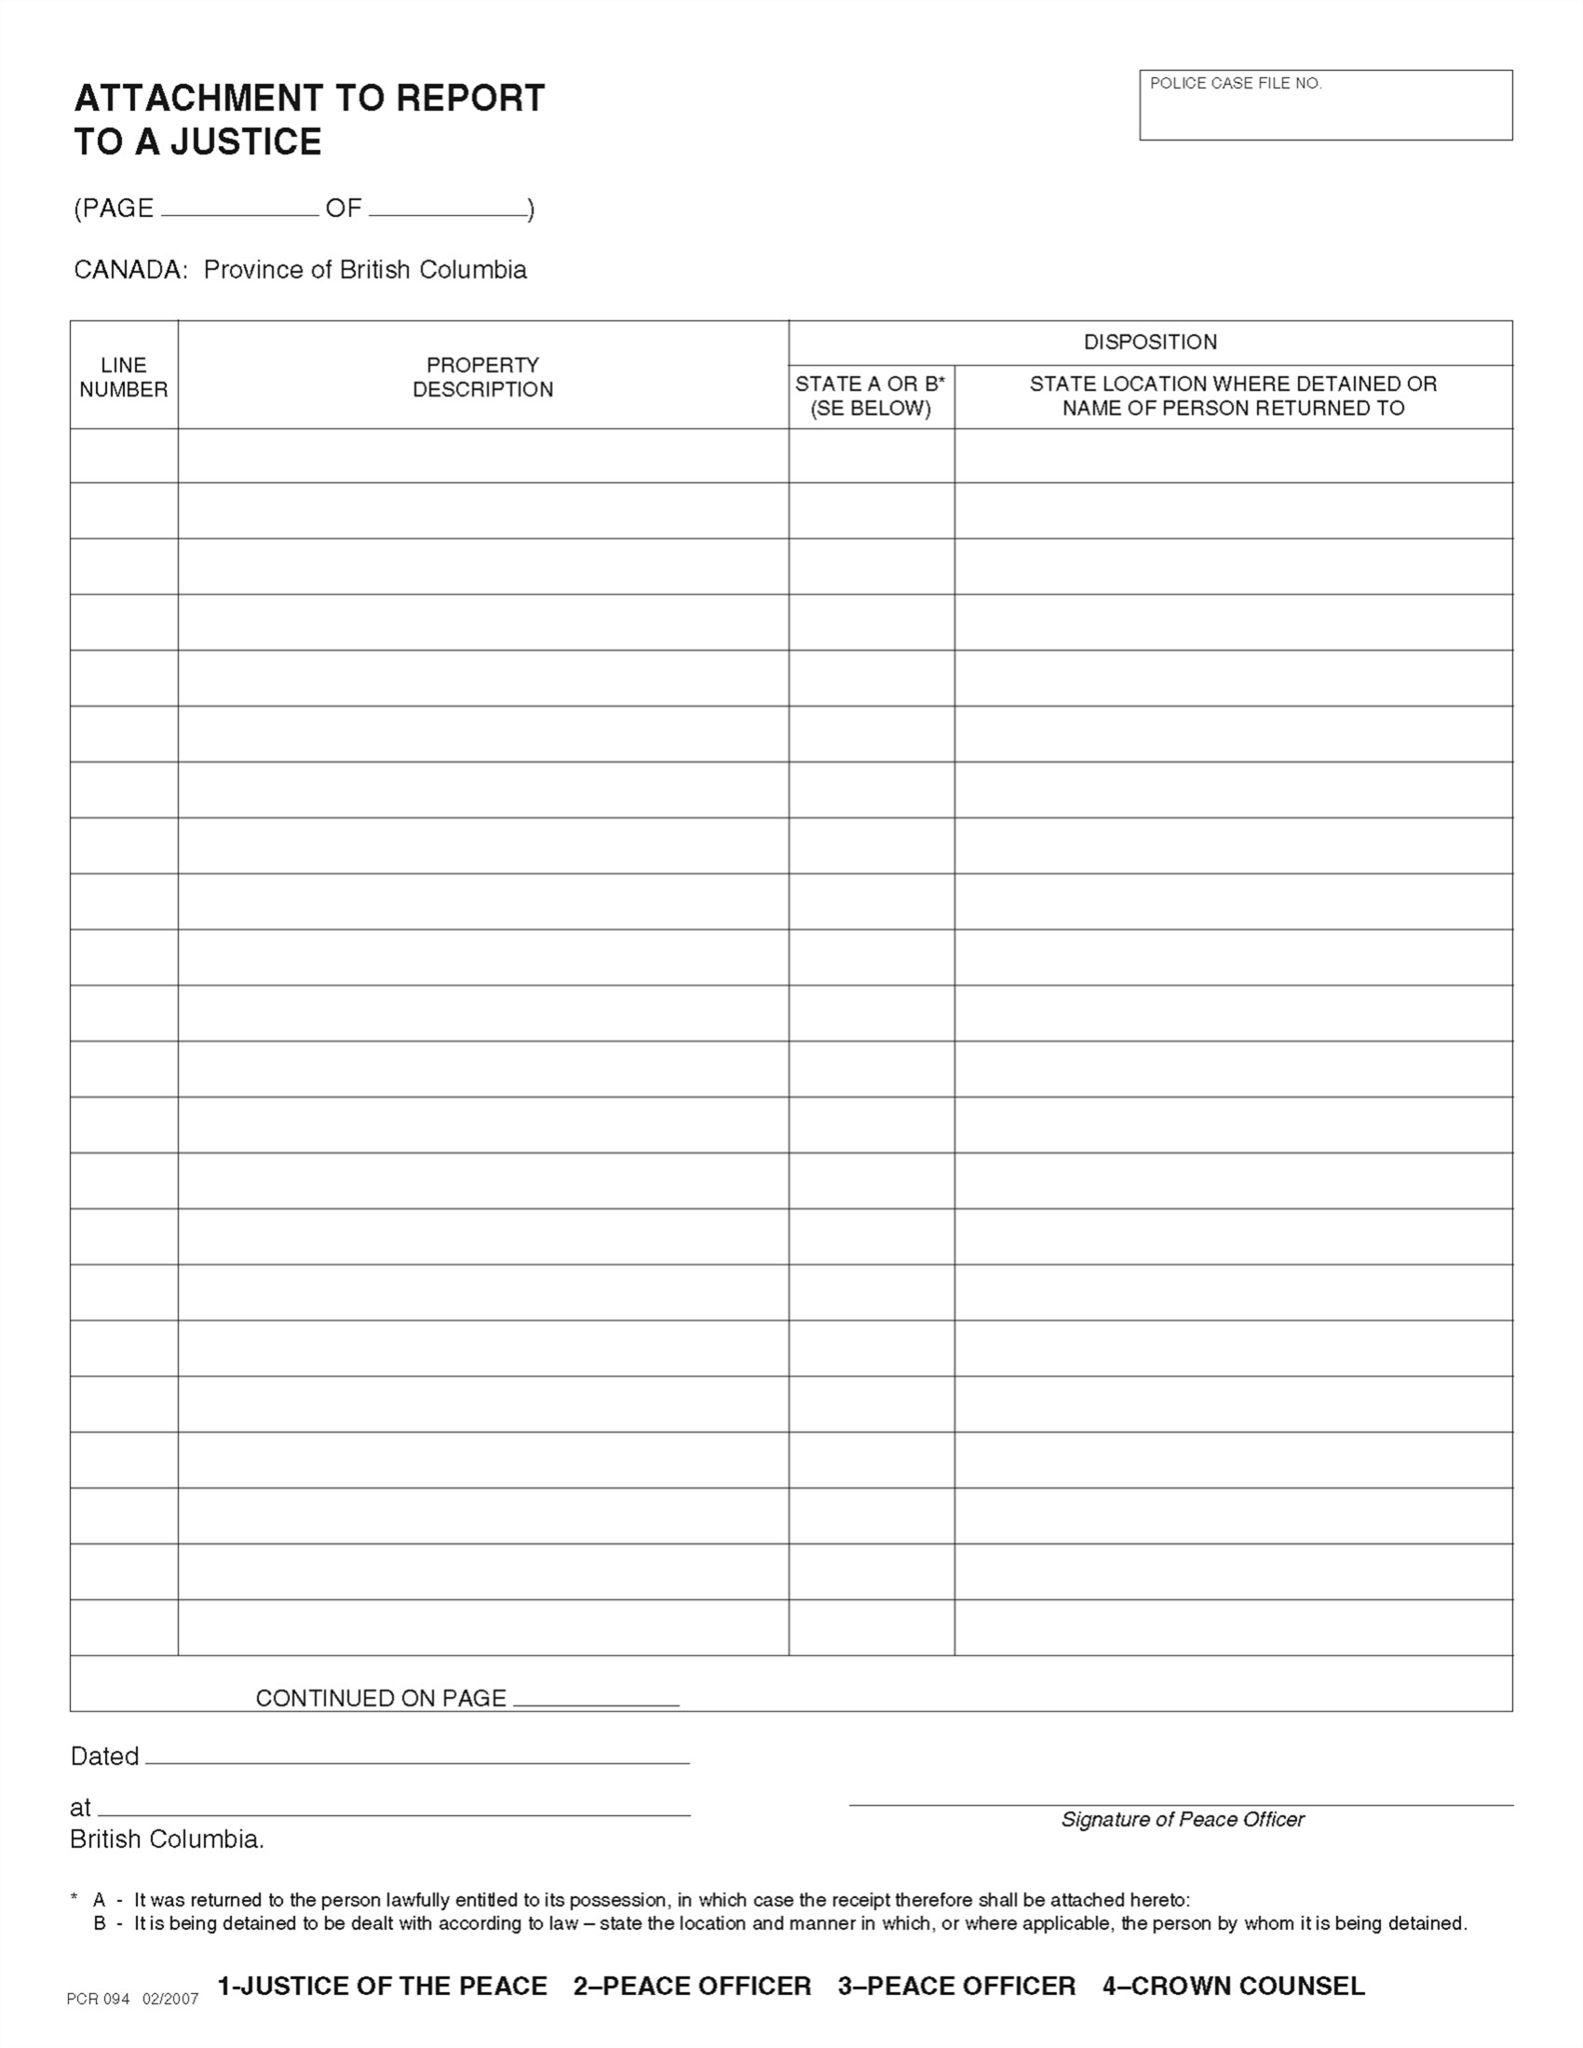 ATTACHMENT TO REPORT
TO A JUSTICE
POLICE CASE FILE NO.
(PAGE ____________ OF ____________)
CANADA: Province of British Columbia
LINE
NUMBER
PROPERTY
DESCRIPTION
DISPOSITION
STATE A OR B*
(SE BELOW)
STATE LOCATION WHERE DETAINED OR
NAME OF PERSON RETURNED TO
CONTINUED ON PAGE ____________
Dated ____________
at ____________
British Columbia.
Signature of Peace Officer
* A - It was returned to the person lawfully entitled to its possession, in which case the receipt therefore shall be attached hereto:
B - It is being detained to be dealt with according to law – state the location and manner in which, or where applicable, the person by whom it is being detained.
PCR 094 02/2007
1-JUSTICE OF THE PEACE 2–PEACE OFFICER 3–PEACE OFFICER 4–CROWN COUNSEL